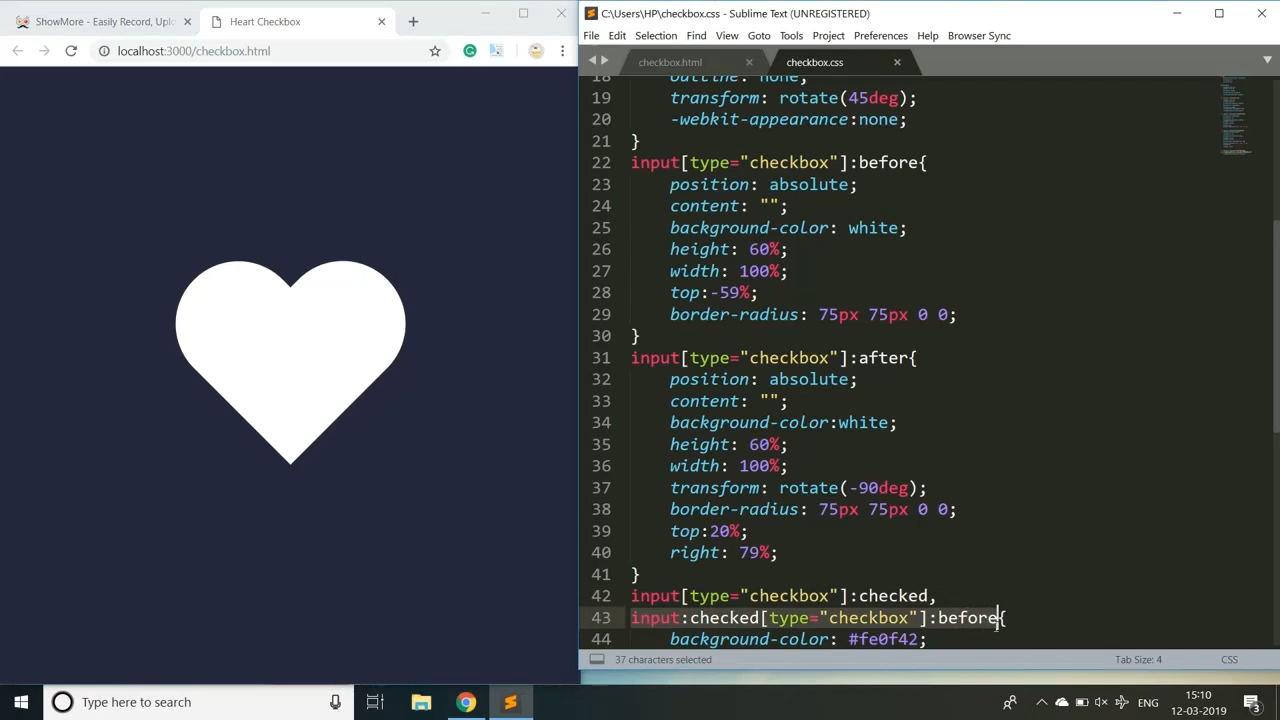 ShowMore - Easily Record, Uplo
Heart Checkbox
localhost:3000/checkbox.html
C:\Users\HP\checkbox.css - Sublime Text (UNREGISTERED)
File Edit Selection Find View Goto Tools Project Preferences Help Browser Sync
checkbox.html
checkbox.css
18 outline: none;
19 transform: rotate(45deg);
20 -webkit-appearance:none;
21 }
22 input[type="checkbox"]:before{
23 position: absolute;
24 content: "";
25 background-color: white;
26 height: 60%;
27 width: 100%;
28 top:-59%;
29 border-radius: 75px 75px 0 0;
30 }
31 input[type="checkbox"]:after{
32 position: absolute;
33 content: "";
34 background-color:white;
35 height: 60%;
36 width: 100%;
37 transform: rotate(-90deg);
38 border-radius: 75px 75px 0 0;
39 top:20%;
40 right: 79%;
41 }
42 input[type="checkbox"]:checked,
43 input:checked[type="checkbox"]:before{
44 background-color: #fe0f42;
37 characters selected
Tab Size: 4
CSS
Type here to search
ENG
15:10
12-03-2019
3